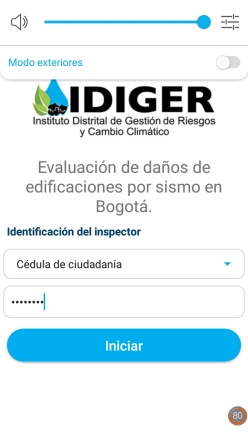 Modo exteriores
IDIGER
Instituto Distrital de Gestión de Riesgos
y Cambio Climático
Evaluación de daños de
edificaciones por sismo en
Bogotá.
Identificación del inspector
Cédula de ciudadanía
••••••••
Iniciar
80